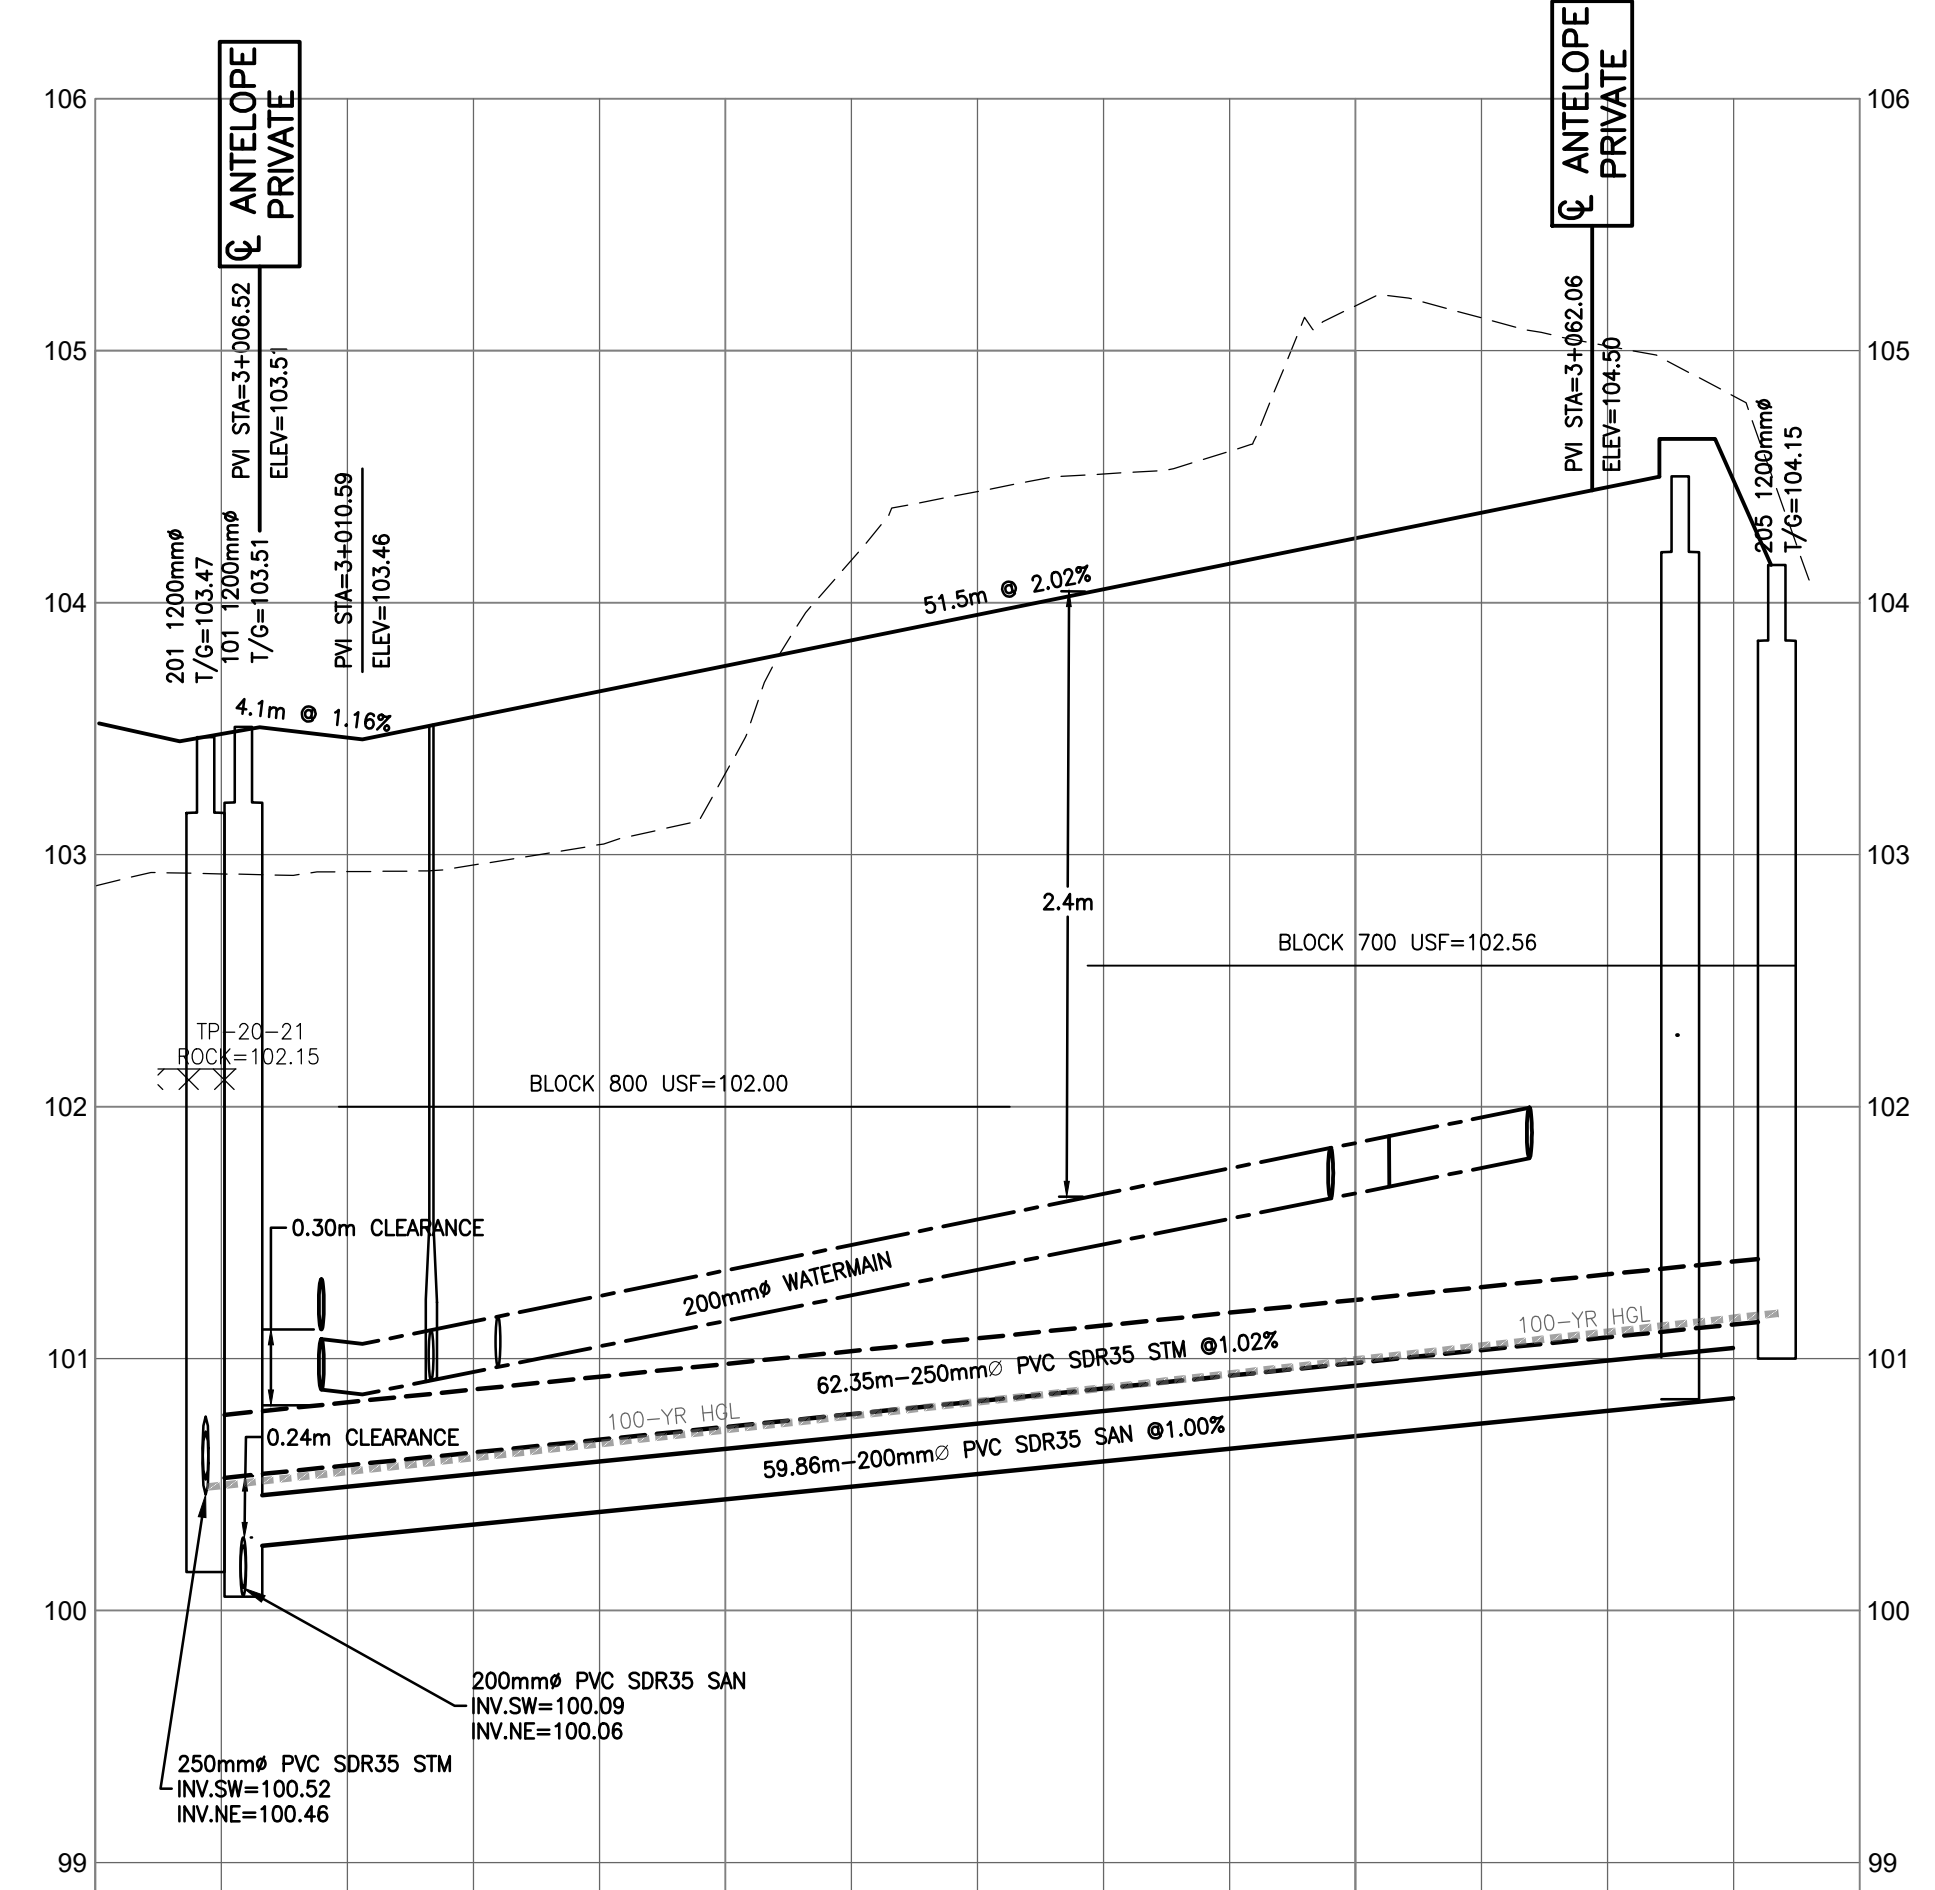 ℄ ANTELOPE
PRIVATE
℄ ANTELOPE
PRIVATE
106
106
PVI STA=3+006.52
ELEV=103.51
PVI STA=3+062.06
ELEV=104.50
105
105
201 1200mmø
T/G=103.47
101 1200mmø
T/G=103.51
PVI STA=3+010.59
ELEV=103.46
205 1200mmø
T/G=104.15
104
104
51.5m @ 2.02%
4.1m @ 1.16%
103
103
2.4m
BLOCK 700 USF=102.56
TP-20-21
ROCK=102.15
BLOCK 800 USF=102.00
102
102
0.30m CLEARANCE
200mmø WATERMAIN
100-YR HGL
101
101
62.35m-250mm∅ PVC SDR35 STM @1.02%
100-YR HGL
0.24m CLEARANCE
59.86m-200mm∅ PVC SDR35 SAN @1.00%
100
100
200mmø PVC SDR35 SAN
INV.SW=100.09
INV.NE=100.06
250mmø PVC SDR35 STM
INV.SW=100.52
INV.NE=100.46
99
99